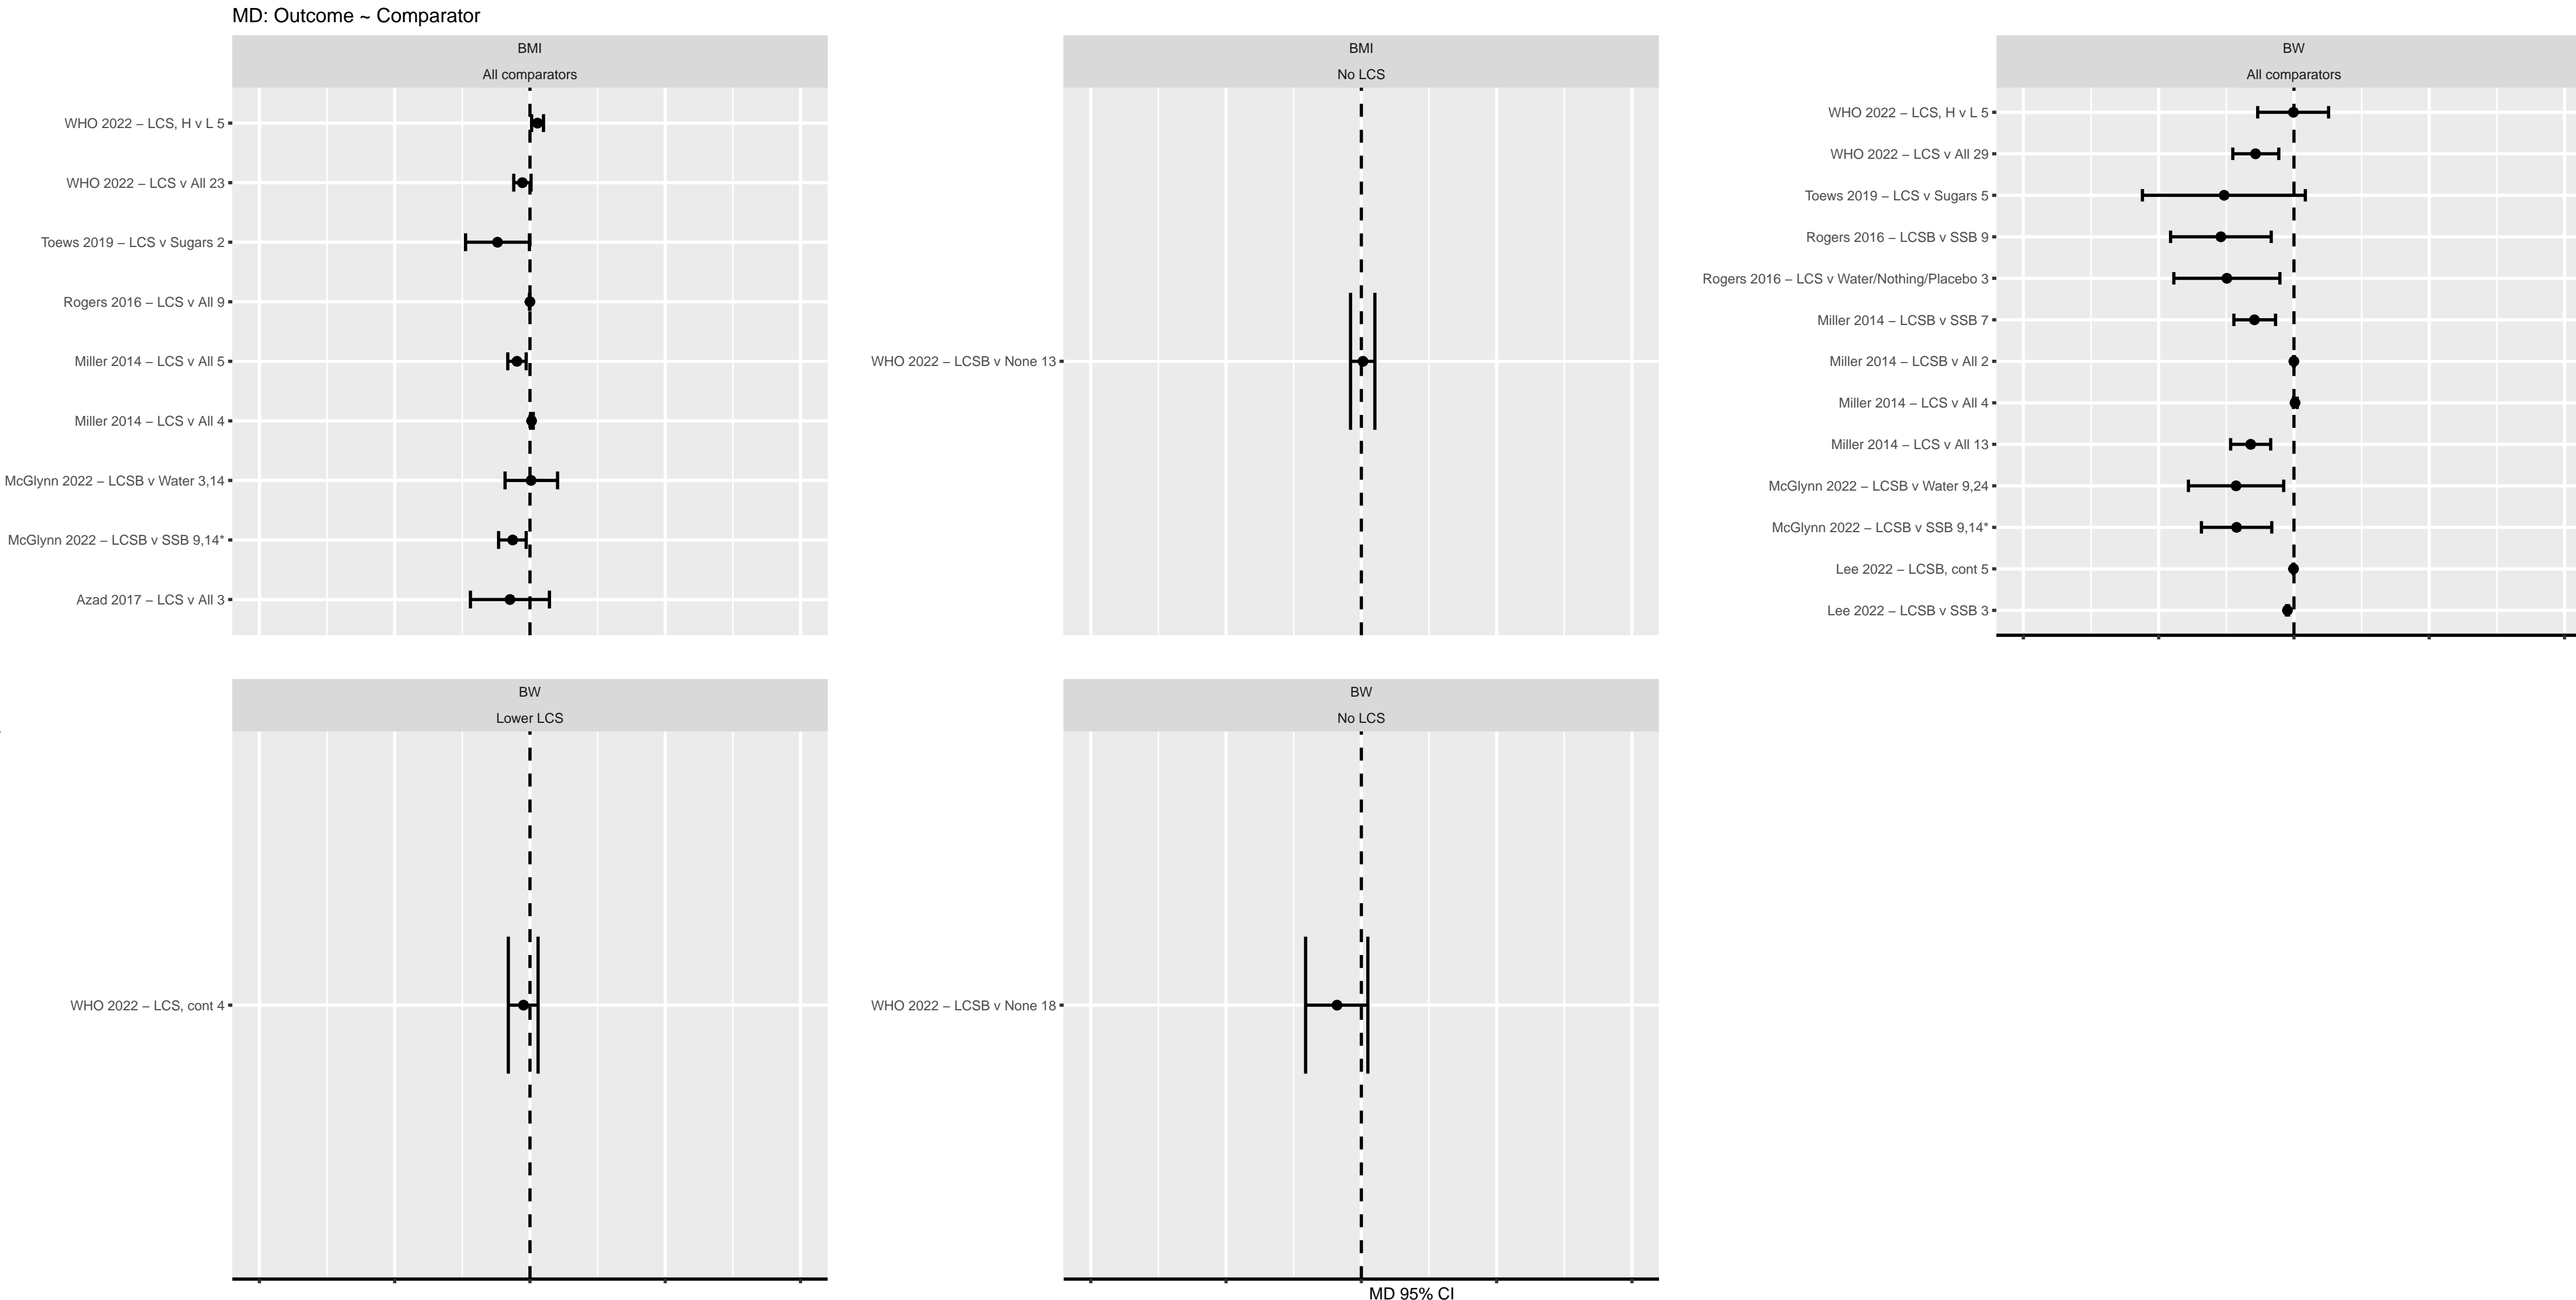 MD: Outcome ~ Comparator
BMI
All comparators
WHO 2022 – LCS, H v L 5
WHO 2022 – LCS v All 23
Toews 2019 – LCS v Sugars 2
Rogers 2016 – LCS v All 9
Miller 2014 – LCS v All 5
Miller 2014 – LCS v All 4
McGlynn 2022 – LCSB v Water 3,14
McGlynn 2022 – LCSB v SSB 9,14*
Azad 2017 – LCS v All 3
BMI
No LCS
WHO 2022 – LCSB v None 13
BW
All comparators
WHO 2022 – LCS, H v L 5
WHO 2022 – LCS v All 29
Toews 2019 – LCS v Sugars 5
Rogers 2016 – LCSB v SSB 9
Rogers 2016 – LCS v Water/Nothing/Placebo 3
Miller 2014 – LCSB v SSB 7
Miller 2014 – LCSB v All 2
Miller 2014 – LCS v All 4
Miller 2014 – LCS v All 13
McGlynn 2022 – LCSB v Water 9,24
McGlynn 2022 – LCSB v SSB 9,14*
Lee 2022 – LCSB, cont 5
Lee 2022 – LCSB v SSB 3
BW
Lower LCS
WHO 2022 – LCS, cont 4
BW
No LCS
WHO 2022 – LCSB v None 18
MD 95% CI